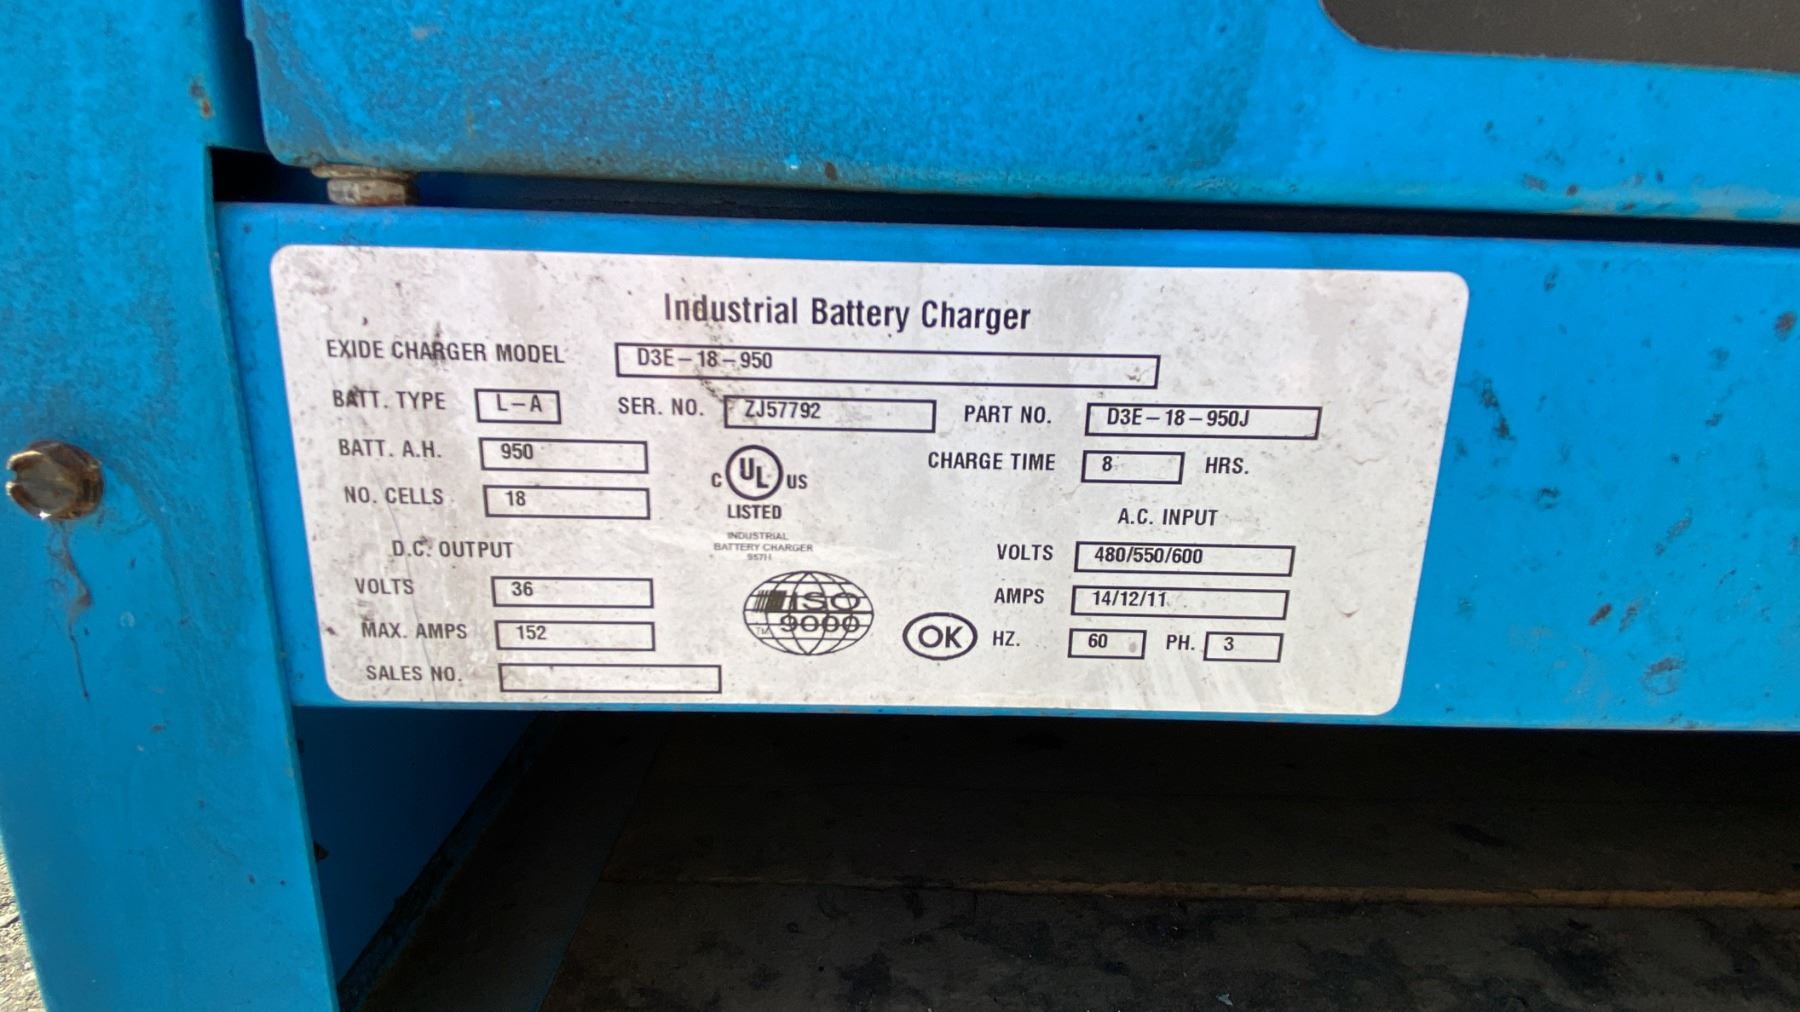 Industrial Battery Charger
EXIDE CHARGER MODEL D3E-18-950
BATT. TYPE L-A SER. NO. ZJ57792 PART NO. D3E-18-950J
BATT. A.H. 950 CHARGE TIME 8 HRS.
NO. CELLS 18
C UL US
LISTED
INDUSTRIAL
BATTERY CHARGER
957H
A.C. INPUT
D.C. OUTPUT
VOLTS 480/550/600
VOLTS 36
AMPS 14/12/11
MAX. AMPS 152
ISO
9000
TM
OK
HZ. 60 PH. 3
SALES NO.